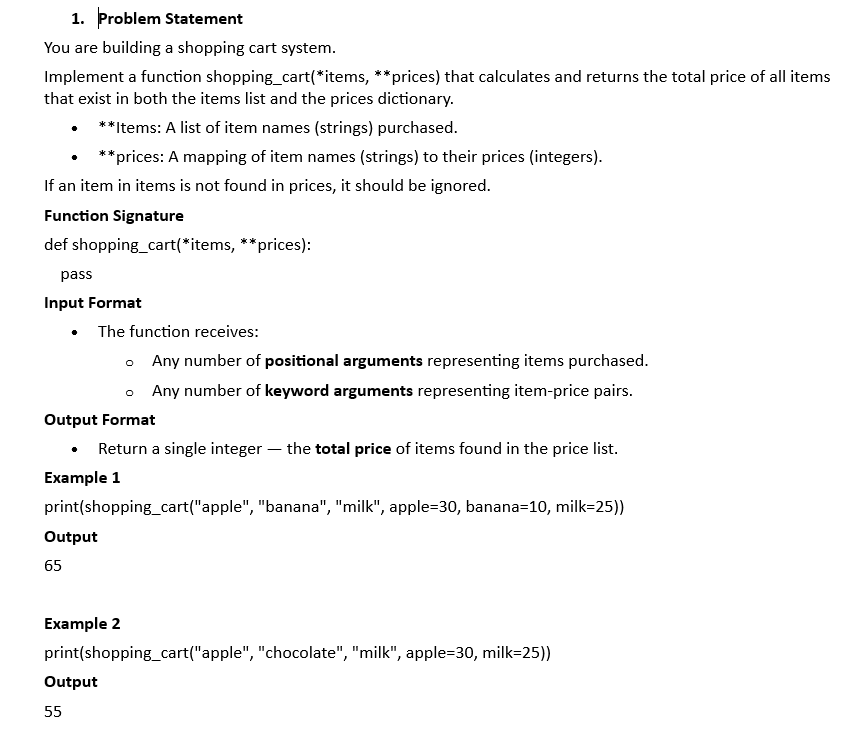 1. Problem Statement
You are building a shopping cart system.
Implement a function shopping_cart(*items, **prices) that calculates and returns the total price of all items
that exist in both the items list and the prices dictionary.
• **Items: A list of item names (strings) purchased.
• **prices: A mapping of item names (strings) to their prices (integers).
If an item in items is not found in prices, it should be ignored.
Function Signature
def shopping_cart(*items, **prices):
pass
Input Format
• The function receives:
o Any number of positional arguments representing items purchased.
o Any number of keyword arguments representing item-price pairs.
Output Format
• Return a single integer — the total price of items found in the price list.
Example 1
print(shopping_cart("apple", "banana", "milk", apple=30, banana=10, milk=25))
Output
65
Example 2
print(shopping_cart("apple", "chocolate", "milk", apple=30, milk=25))
Output
55